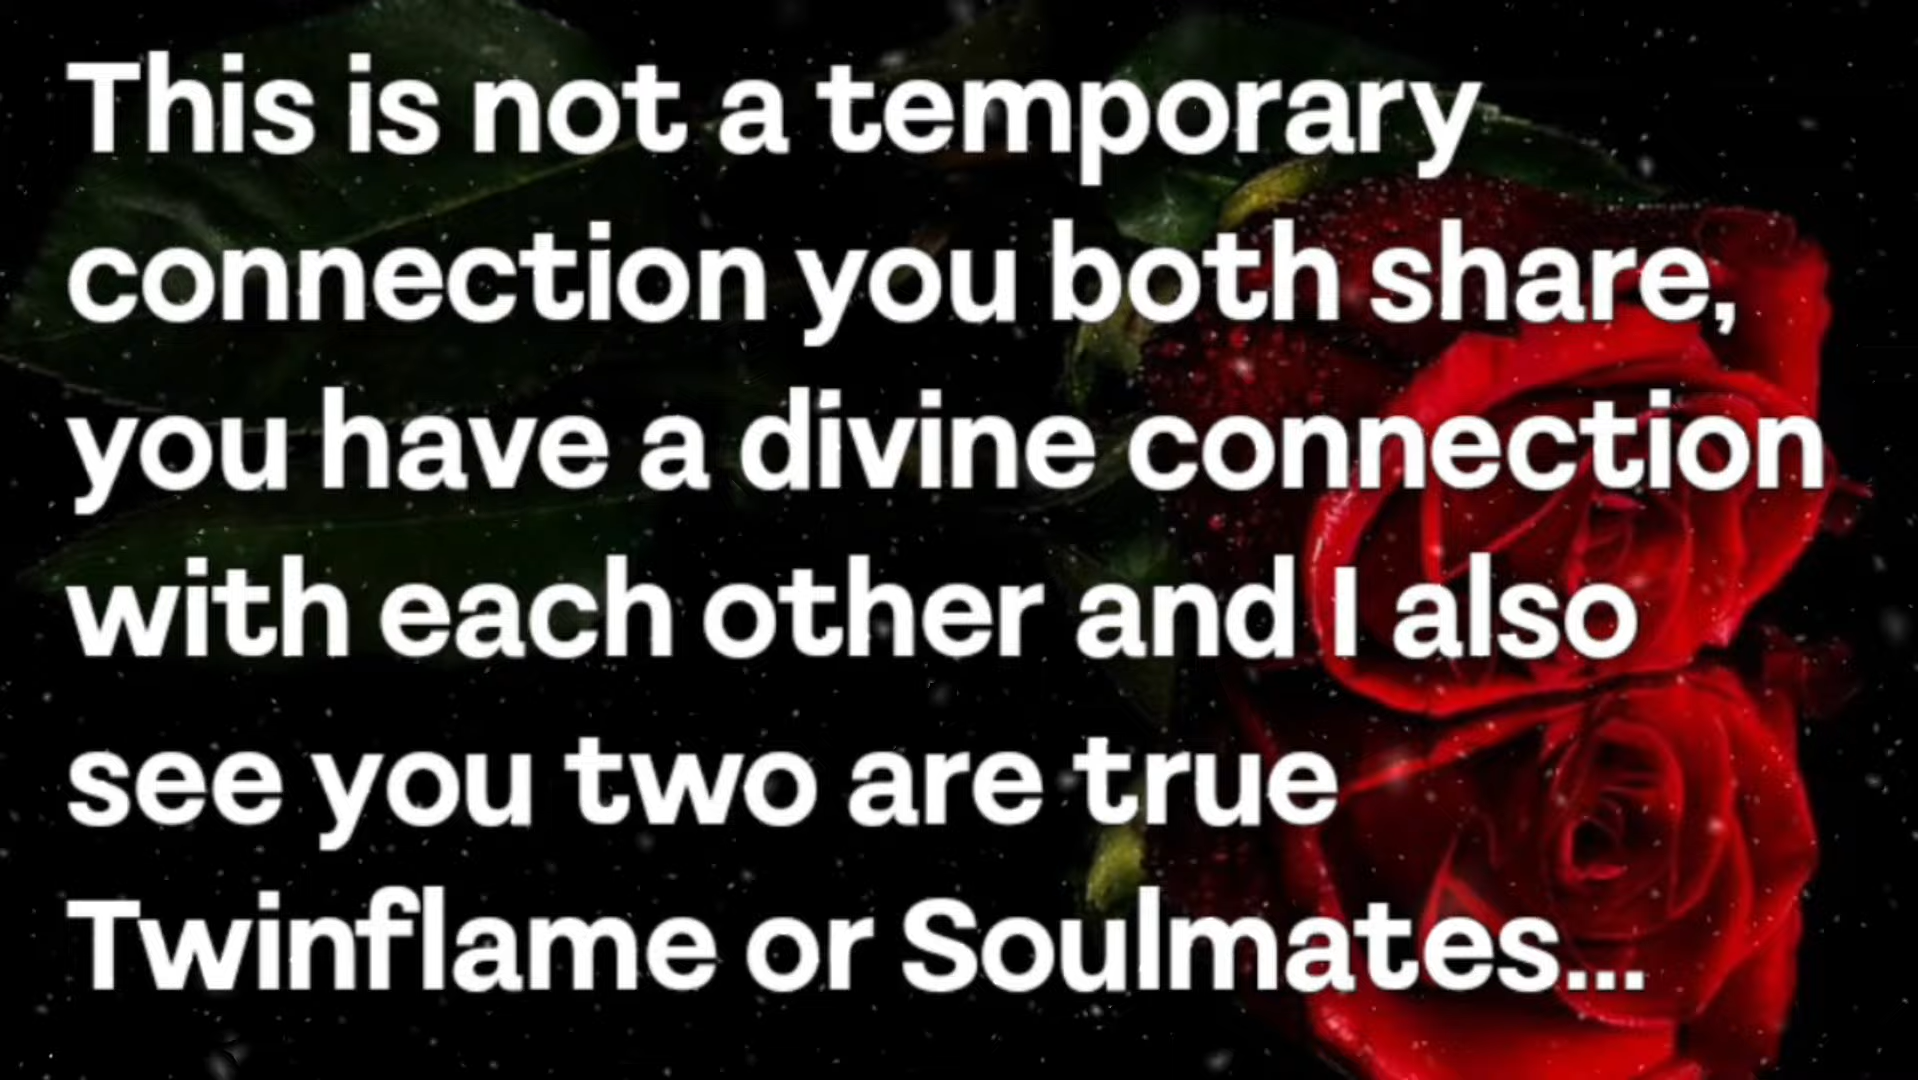 This is not a temporary
connection you both share,
you have a divine connection
with each other and I also
see you two are true
Twinflame or Soulmates...